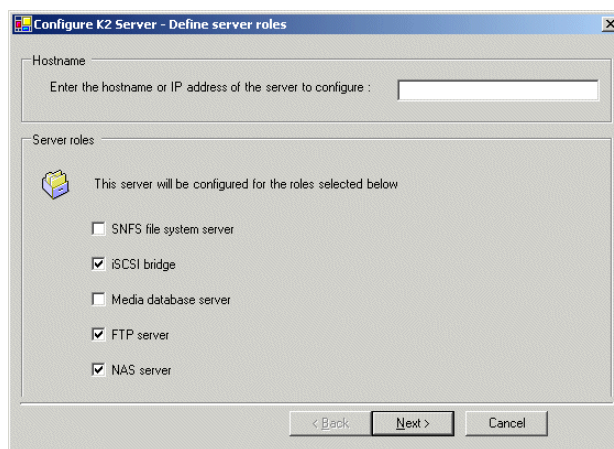 Configure K2 Server - Define server roles
Hostname
Enter the hostname or IP address of the server to configure :
Server roles
This server will be configured for the roles selected below
SNFS file system server
iSCSI bridge
Media database server
FTP server
NAS server
< Back
Next >
Cancel